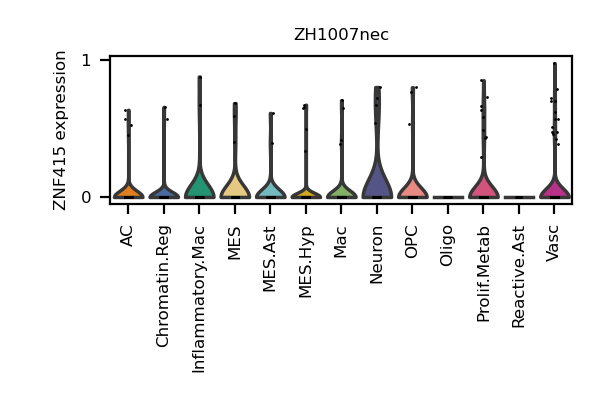 ZH1007nec
ZNF415 expression
1
0
AC
Chromatin.Reg
Inflammatory.Mac
MES
MES.Ast
MES.Hyp
Mac
Neuron
OPC
Oligo
Prolif.Metab
Reactive.Ast
Vasc